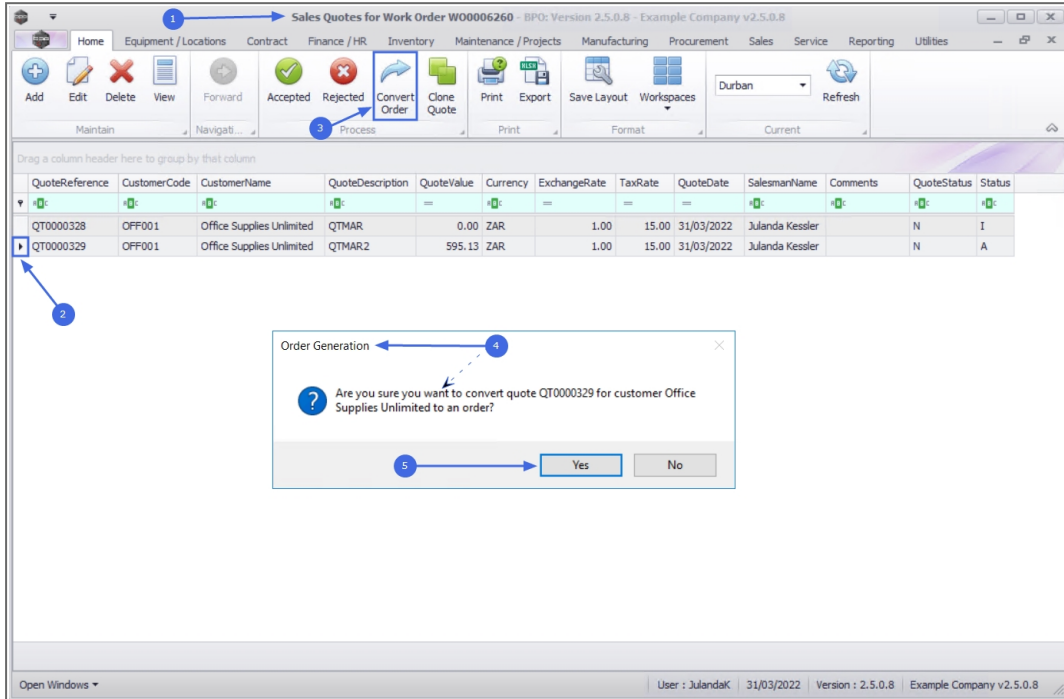 1
Sales Quotes for Work Order WO0006260 - BPO: Version 2.5.0.8 - Example Company v2.5.0.8
Home Equipment / Locations Contract Finance / HR Inventory Maintenance / Projects Manufacturing Procurement Sales Service Reporting Utilities
Add Edit Delete View Forward Accepted Rejected Convert Order Clone Quote Print Export Save Layout Workspaces Durban Refresh
3
Maintain Navigati... Process Print Format Current
Drag a column header here to group by that column
QuoteReference CustomerCode CustomerName QuoteDescription QuoteValue Currency ExchangeRate TaxRate QuoteDate SalesmanName Comments QuoteStatus Status
QT0000328 OFF001 Office Supplies Unlimited QTMAR 0.00 ZAR 1.00 15.00 31/03/2022 Julanda Kessler N I
QT0000329 OFF001 Office Supplies Unlimited QTMAR2 595.13 ZAR 1.00 15.00 31/03/2022 Julanda Kessler N A
2
Order Generation 4
Are you sure you want to convert quote QT0000329 for customer Office
Supplies Unlimited to an order?
5 Yes No
Open Windows User : JulandaK 31/03/2022 Version : 2.5.0.8 Example Company v2.5.0.8